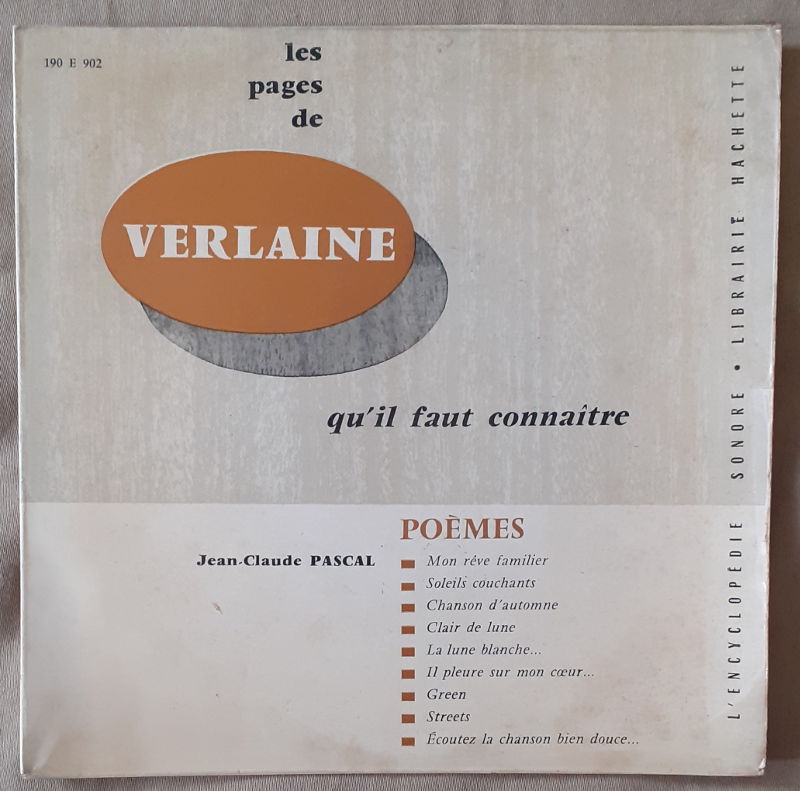 190 E 902
les
pages
de
VERLAINE
qu'il faut connaître
POÈMES
Jean-Claude PASCAL
Mon rêve familier
Soleils couchants
Chanson d'automne
Clair de lune
La lune blanche...
Il pleure sur mon cœur...
Green
Streets
Écoutez la chanson bien douce...
L'ENCYCLOPÉDIE SONORE • LIBRAIRIE HACHETTE